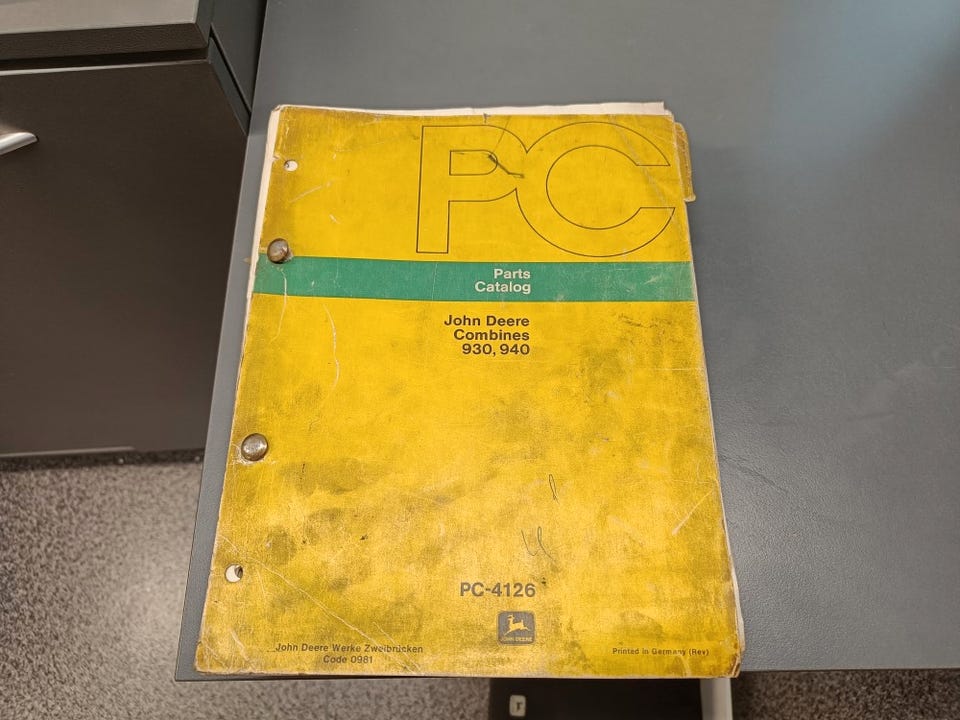 PC
Parts
Catalog
John Deere
Combines
930, 940
PC-4126
JOHN DEERE
John Deere Werke Zweibrücken
Code 0981
Printed in Germany (Rev)